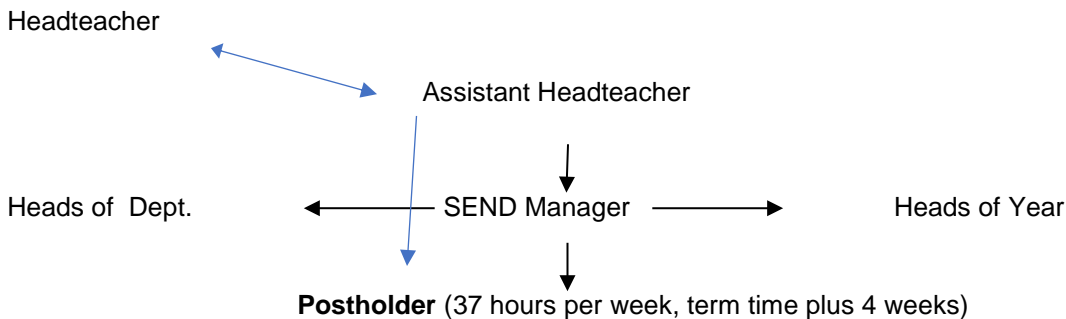 Headteacher
Assistant Headteacher
Heads of Dept. SEND Manager Heads of Year
Postholder (37 hours per week, term time plus 4 weeks)